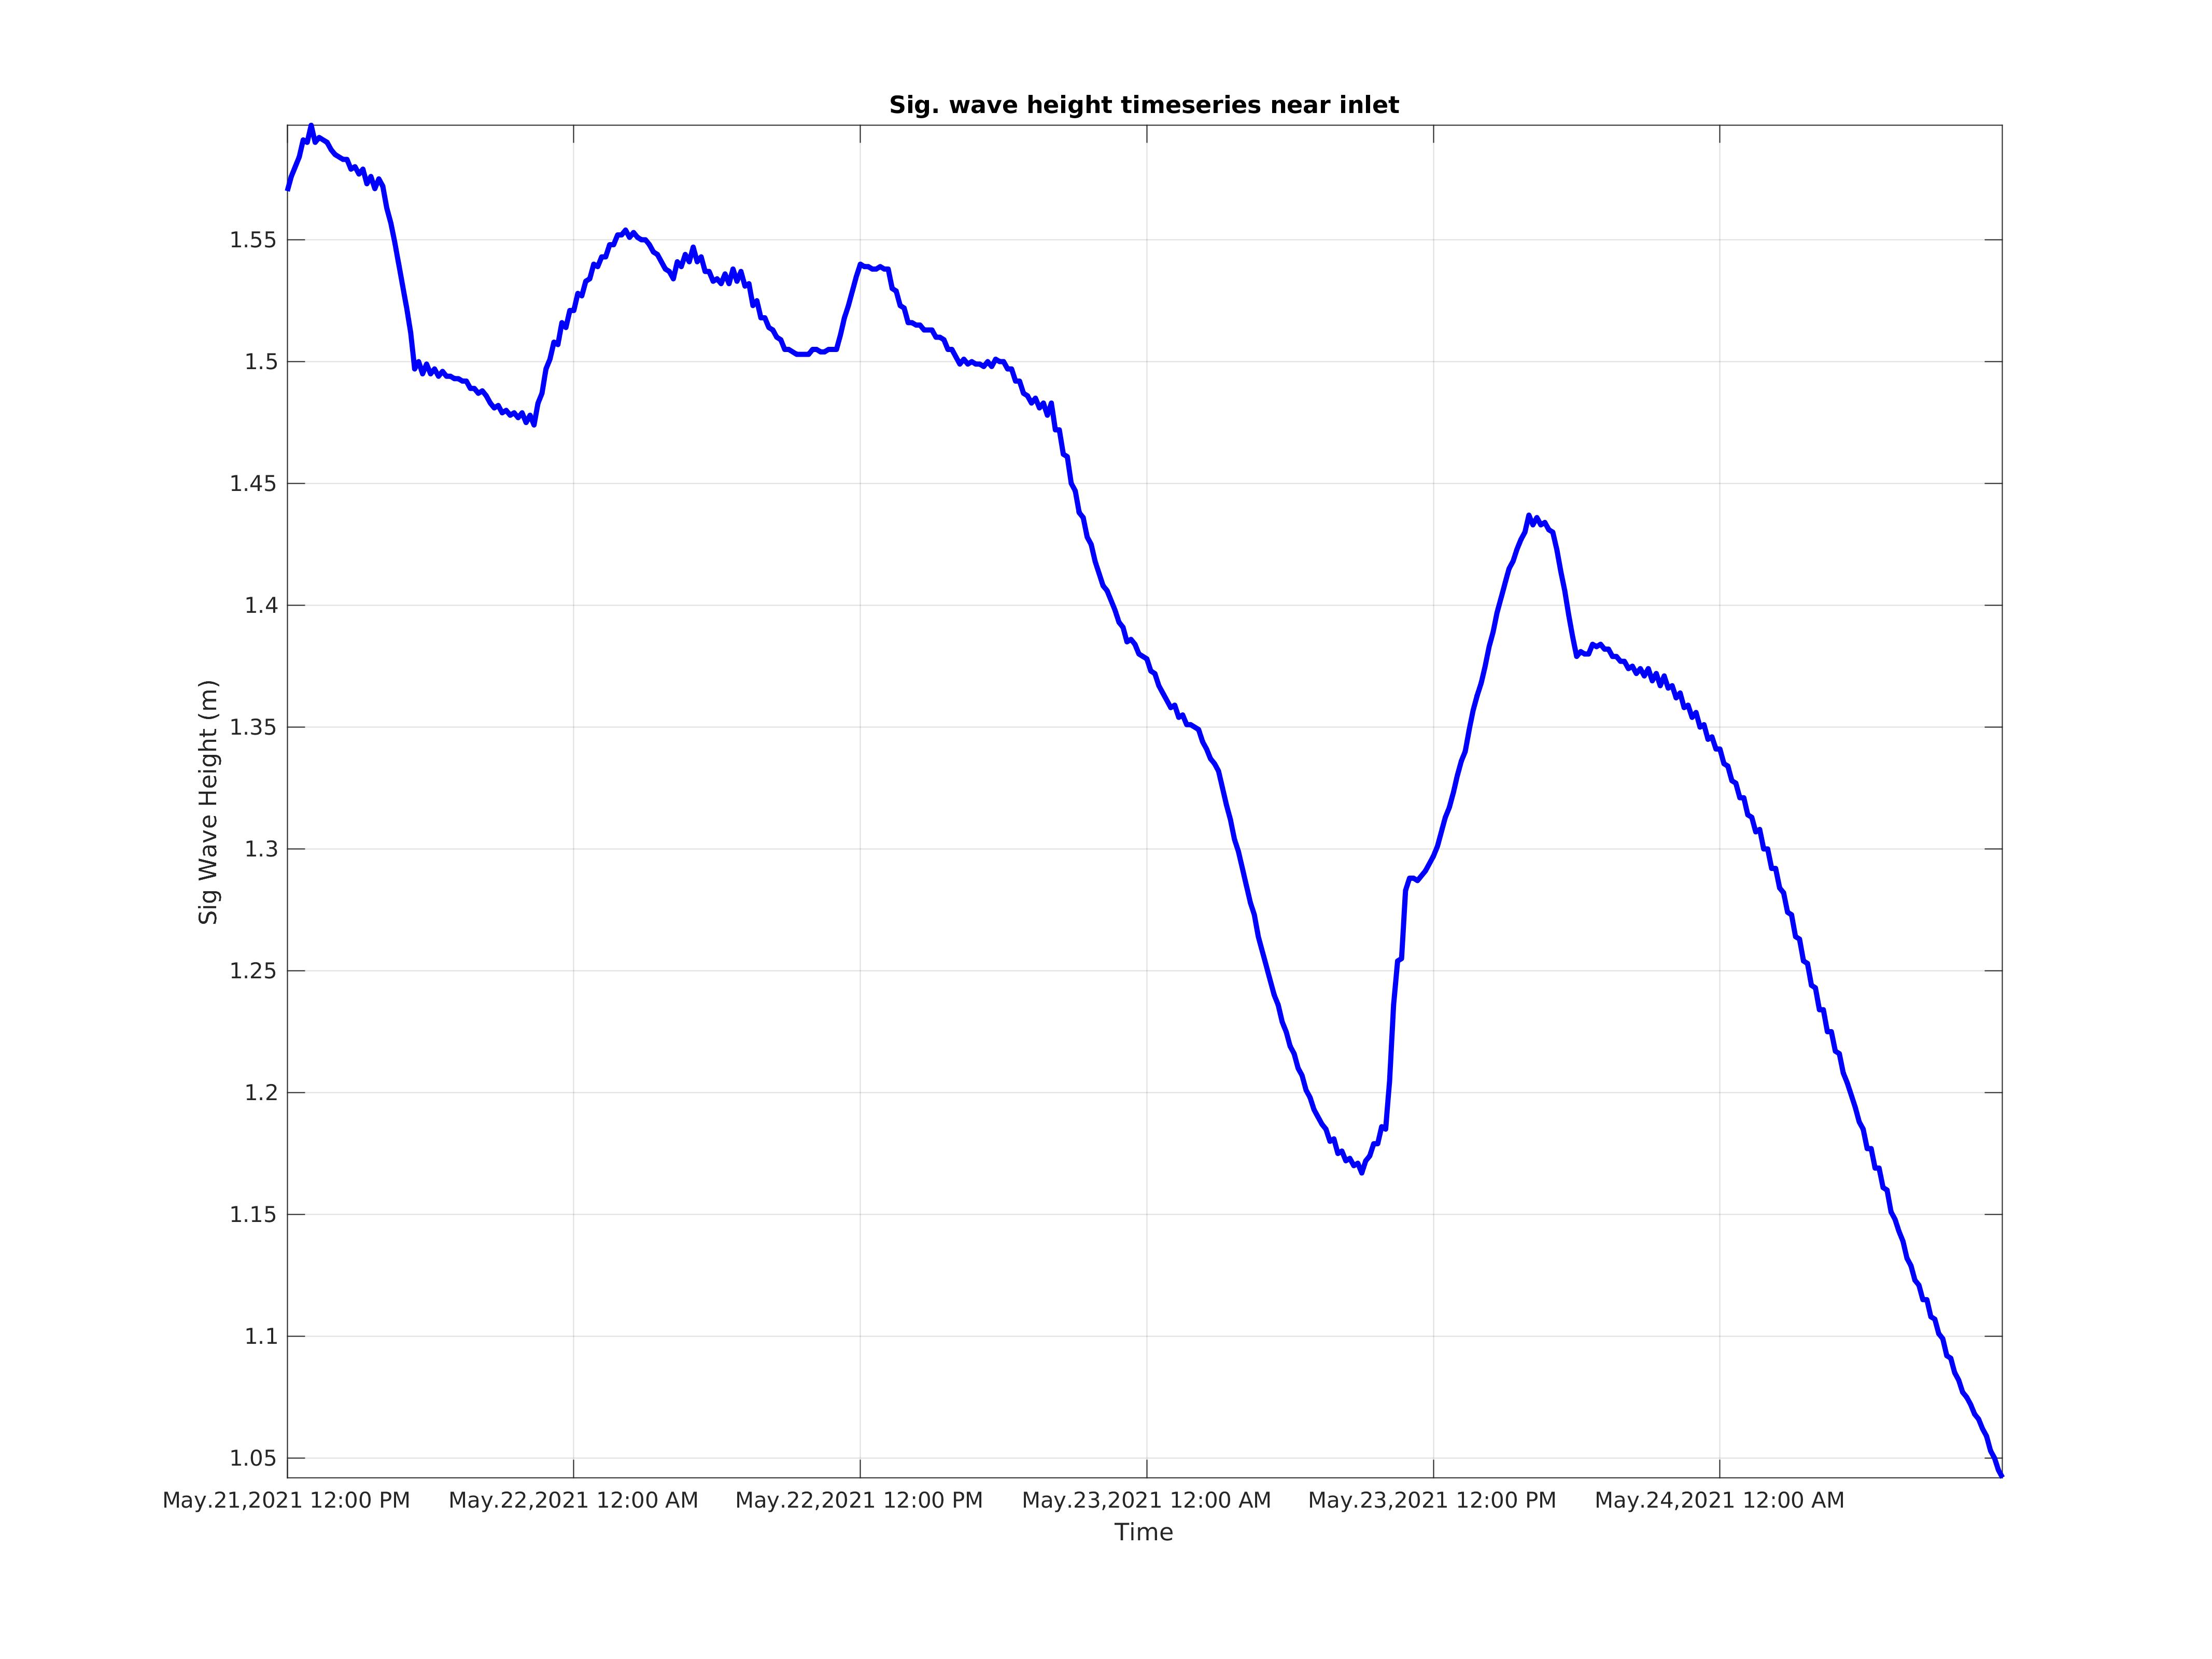 Sig. wave height timeseries near inlet
1.55
1.5
1.45
1.4
1.35
1.3
1.25
1.2
1.15
1.1
1.05
Sig Wave Height (m)
May.21,2021 12:00 PM May.22,2021 12:00 AM May.22,2021 12:00 PM May.23,2021 12:00 AM May.23,2021 12:00 PM May.24,2021 12:00 AM
Time